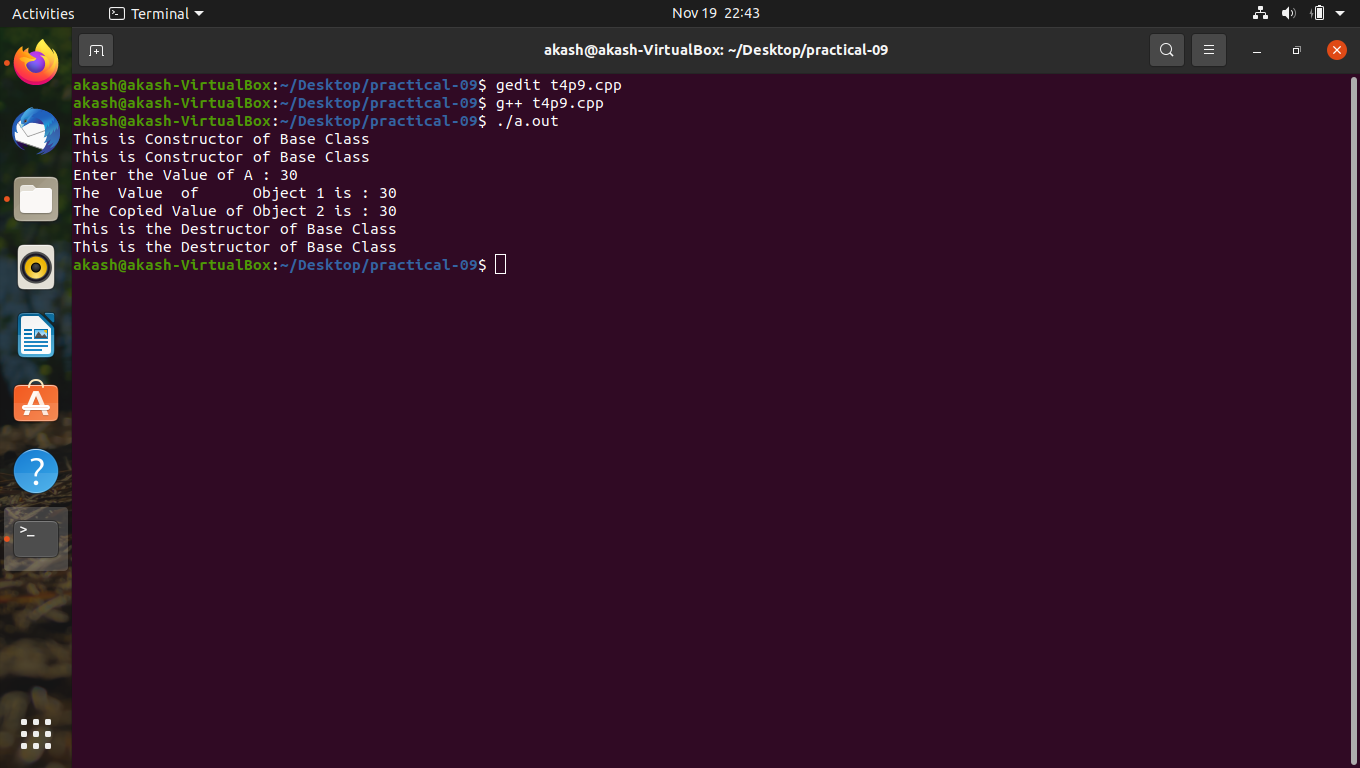 Activities Terminal Nov 19 22:43
akash@akash-VirtualBox: ~/Desktop/practical-09
akash@akash-VirtualBox:~/Desktop/practical-09$ gedit t4p9.cpp
akash@akash-VirtualBox:~/Desktop/practical-09$ g++ t4p9.cpp
akash@akash-VirtualBox:~/Desktop/practical-09$ ./a.out
This is Constructor of Base Class
This is Constructor of Base Class
Enter the Value of A : 30
The  Value  of      Object 1 is : 30
The Copied Value of Object 2 is : 30
This is the Destructor of Base Class
This is the Destructor of Base Class
akash@akash-VirtualBox:~/Desktop/practical-09$